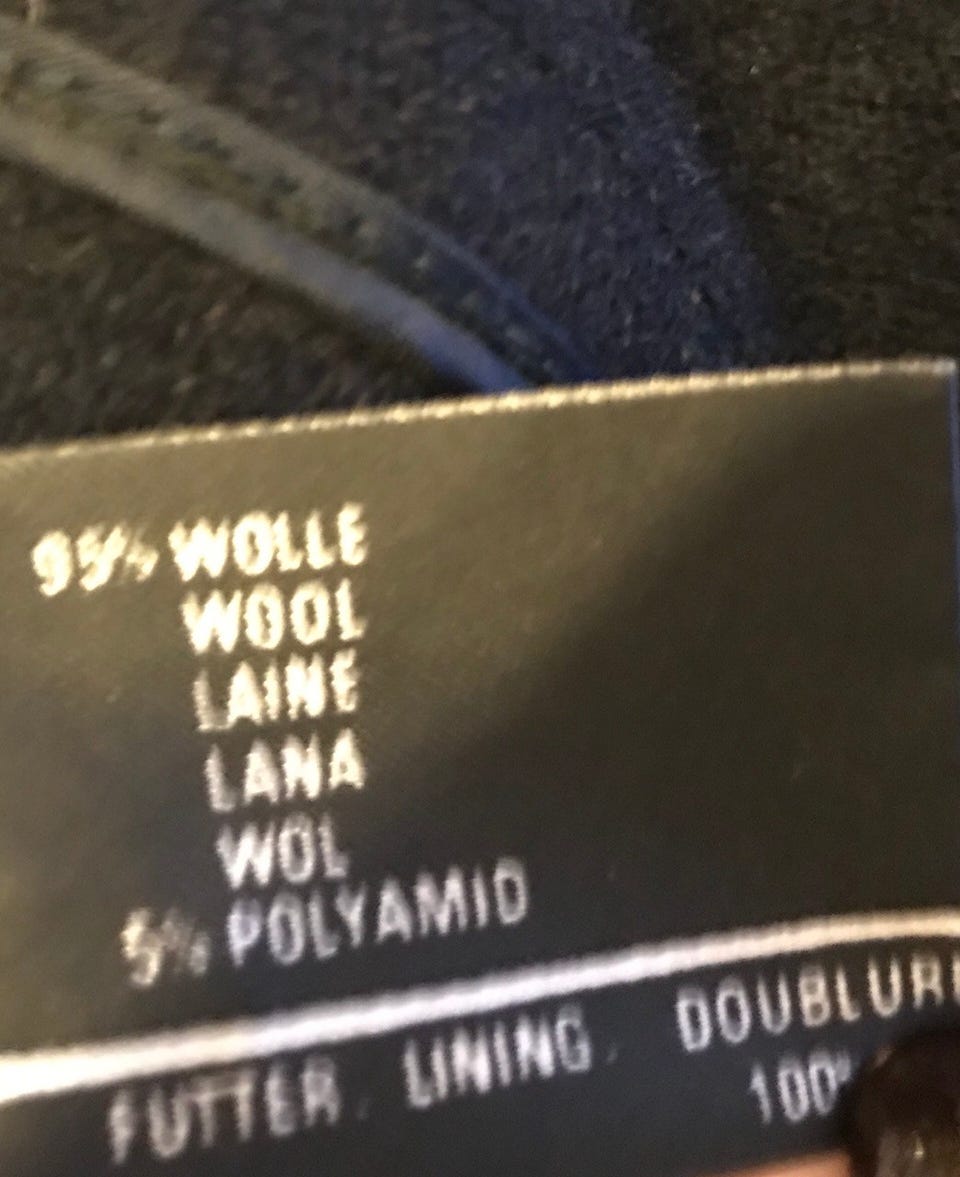 95% WOLLE
WOOL
LAINE
LANA
WOL
5% POLYAMID
FUTTER. LINING. DOUBLURE
100%